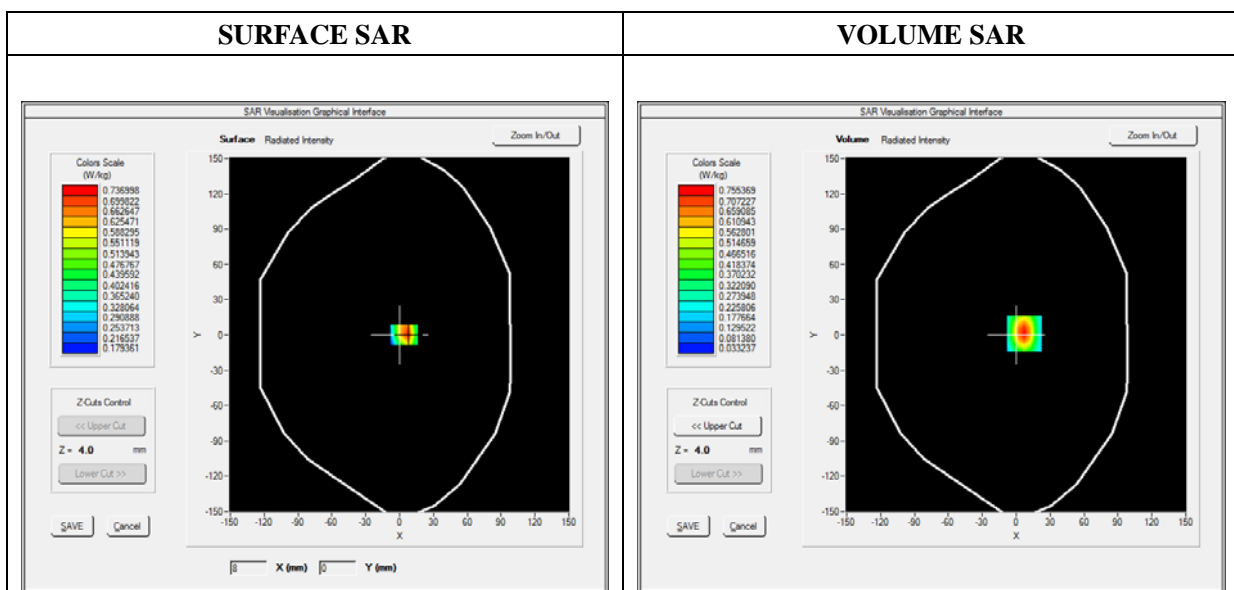 SURFACE SAR
VOLUME SAR
SAR Visualisation Graphical Interface
Surface Radiated Intensity
Zoom In/Out
Colors Scale
(W/kg)
0.736998
0.699822
0.662647
0.625471
0.588295
0.551119
0.513943
0.476767
0.439592
0.402416
0.365240
0.328064
0.290888
0.253713
0.216537
0.179361
150
120
90
60
30
0
-30
-60
-90
-120
-150
Y
-150 -120 -90 -60 -30 0 30 60 90 120 150
X
Z-Cuts Control
<< Upper Cut
Z = 4.0 mm
Lower Cut >>
SAVE Cancel
8 X (mm) 0 Y (mm)
SAR Visualisation Graphical Interface
Volume Radiated Intensity
Zoom In/Out
Colors Scale
(W/kg)
0.755369
0.707227
0.659085
0.610943
0.562801
0.514659
0.466516
0.418374
0.370232
0.322090
0.273948
0.225806
0.177664
0.129522
0.081380
0.033237
150
120
90
60
30
0
-30
-60
-90
-120
-150
Y
-150 -120 -90 -60 -30 0 30 60 90 120 150
X
Z-Cuts Control
<< Upper Cut
Z = 4.0 mm
Lower Cut >>
SAVE Cancel